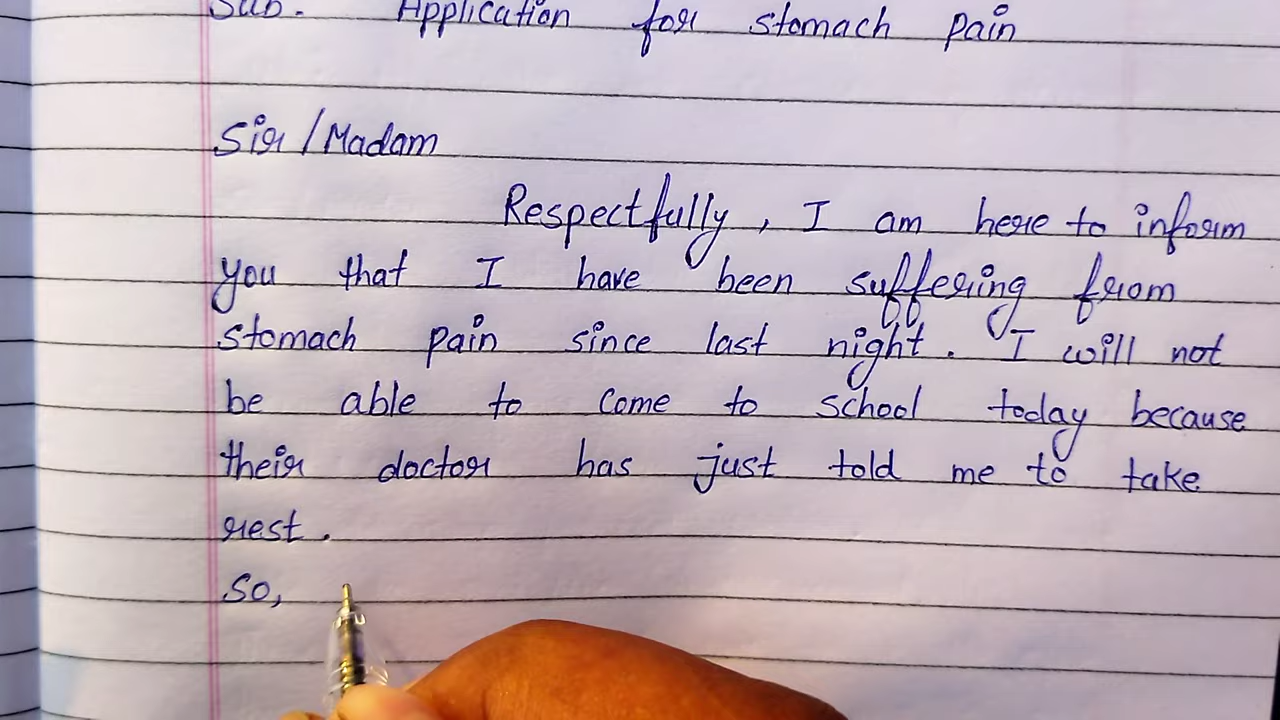 Sub. Application for stomach pain
Sir/Madam
Respectfully, I am here to inform
you that I have been suffering from
stomach pain since last night. I will not
be able to come to school today because
their doctor has just told me to take
rest.
So,